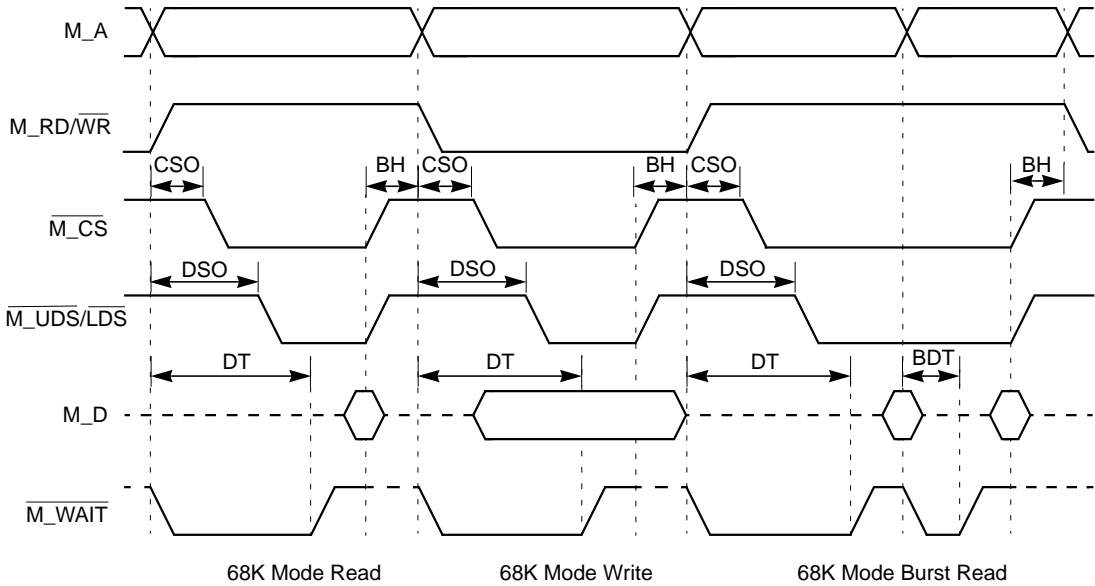 M_A
M_RD/WR
CSO BH CSO BH CSO BH
M_CS
DSO DSO DSO
M_UDS/LDS
DT DT DT BDT
M_D
M_WAIT
68K Mode Read 68K Mode Write 68K Mode Burst Read